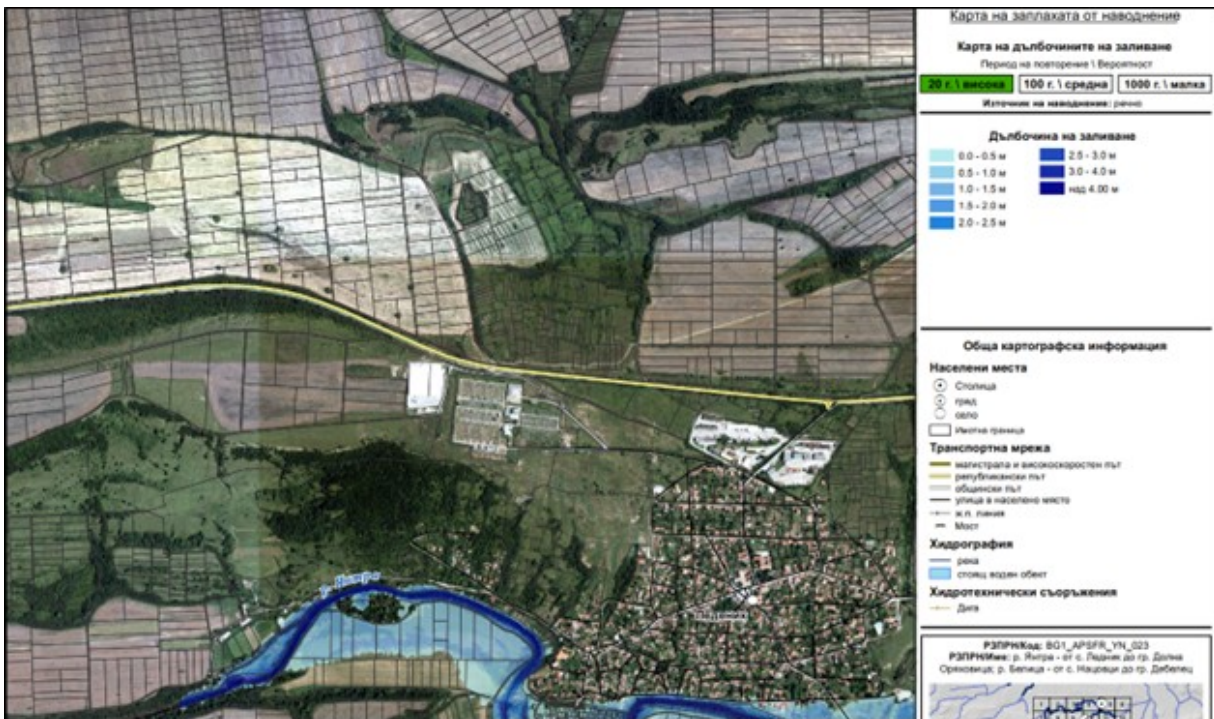 Карта на заплахата от наводнение
Карта на дълбочините на заливане
Период на повторение \ Вероятност
20 г. \ висока
100 г. \ средна
1000 г. \ малка
Източник на наводнение: речно
Дълбочина на заливане
0.0 - 0.5 м
0.5 - 1.0 м
1.0 - 1.5 м
1.5 - 2.0 м
2.0 - 2.5 м
2.5 - 3.0 м
3.0 - 4.0 м
над 4.00 м
Обща картографска информация
Населени места
Столица
град
село
Имотна граница
Транспортна мрежа
магистрала и високоскоростен път
републикански път
общински път
улица в населено място
ж.п. линия
Мост
Хидрография
река
стоящ воден обект
Хидротехнически съоръжения
Дига
РЗПРН\Код: BG1_APSFR_YN_023
РЗПРН\Име: р. Янтра - от с. Ледник до гр. Долна
Оряховица; р. Белица - от с. Нацовци до гр. Дебелец
р. Янтра